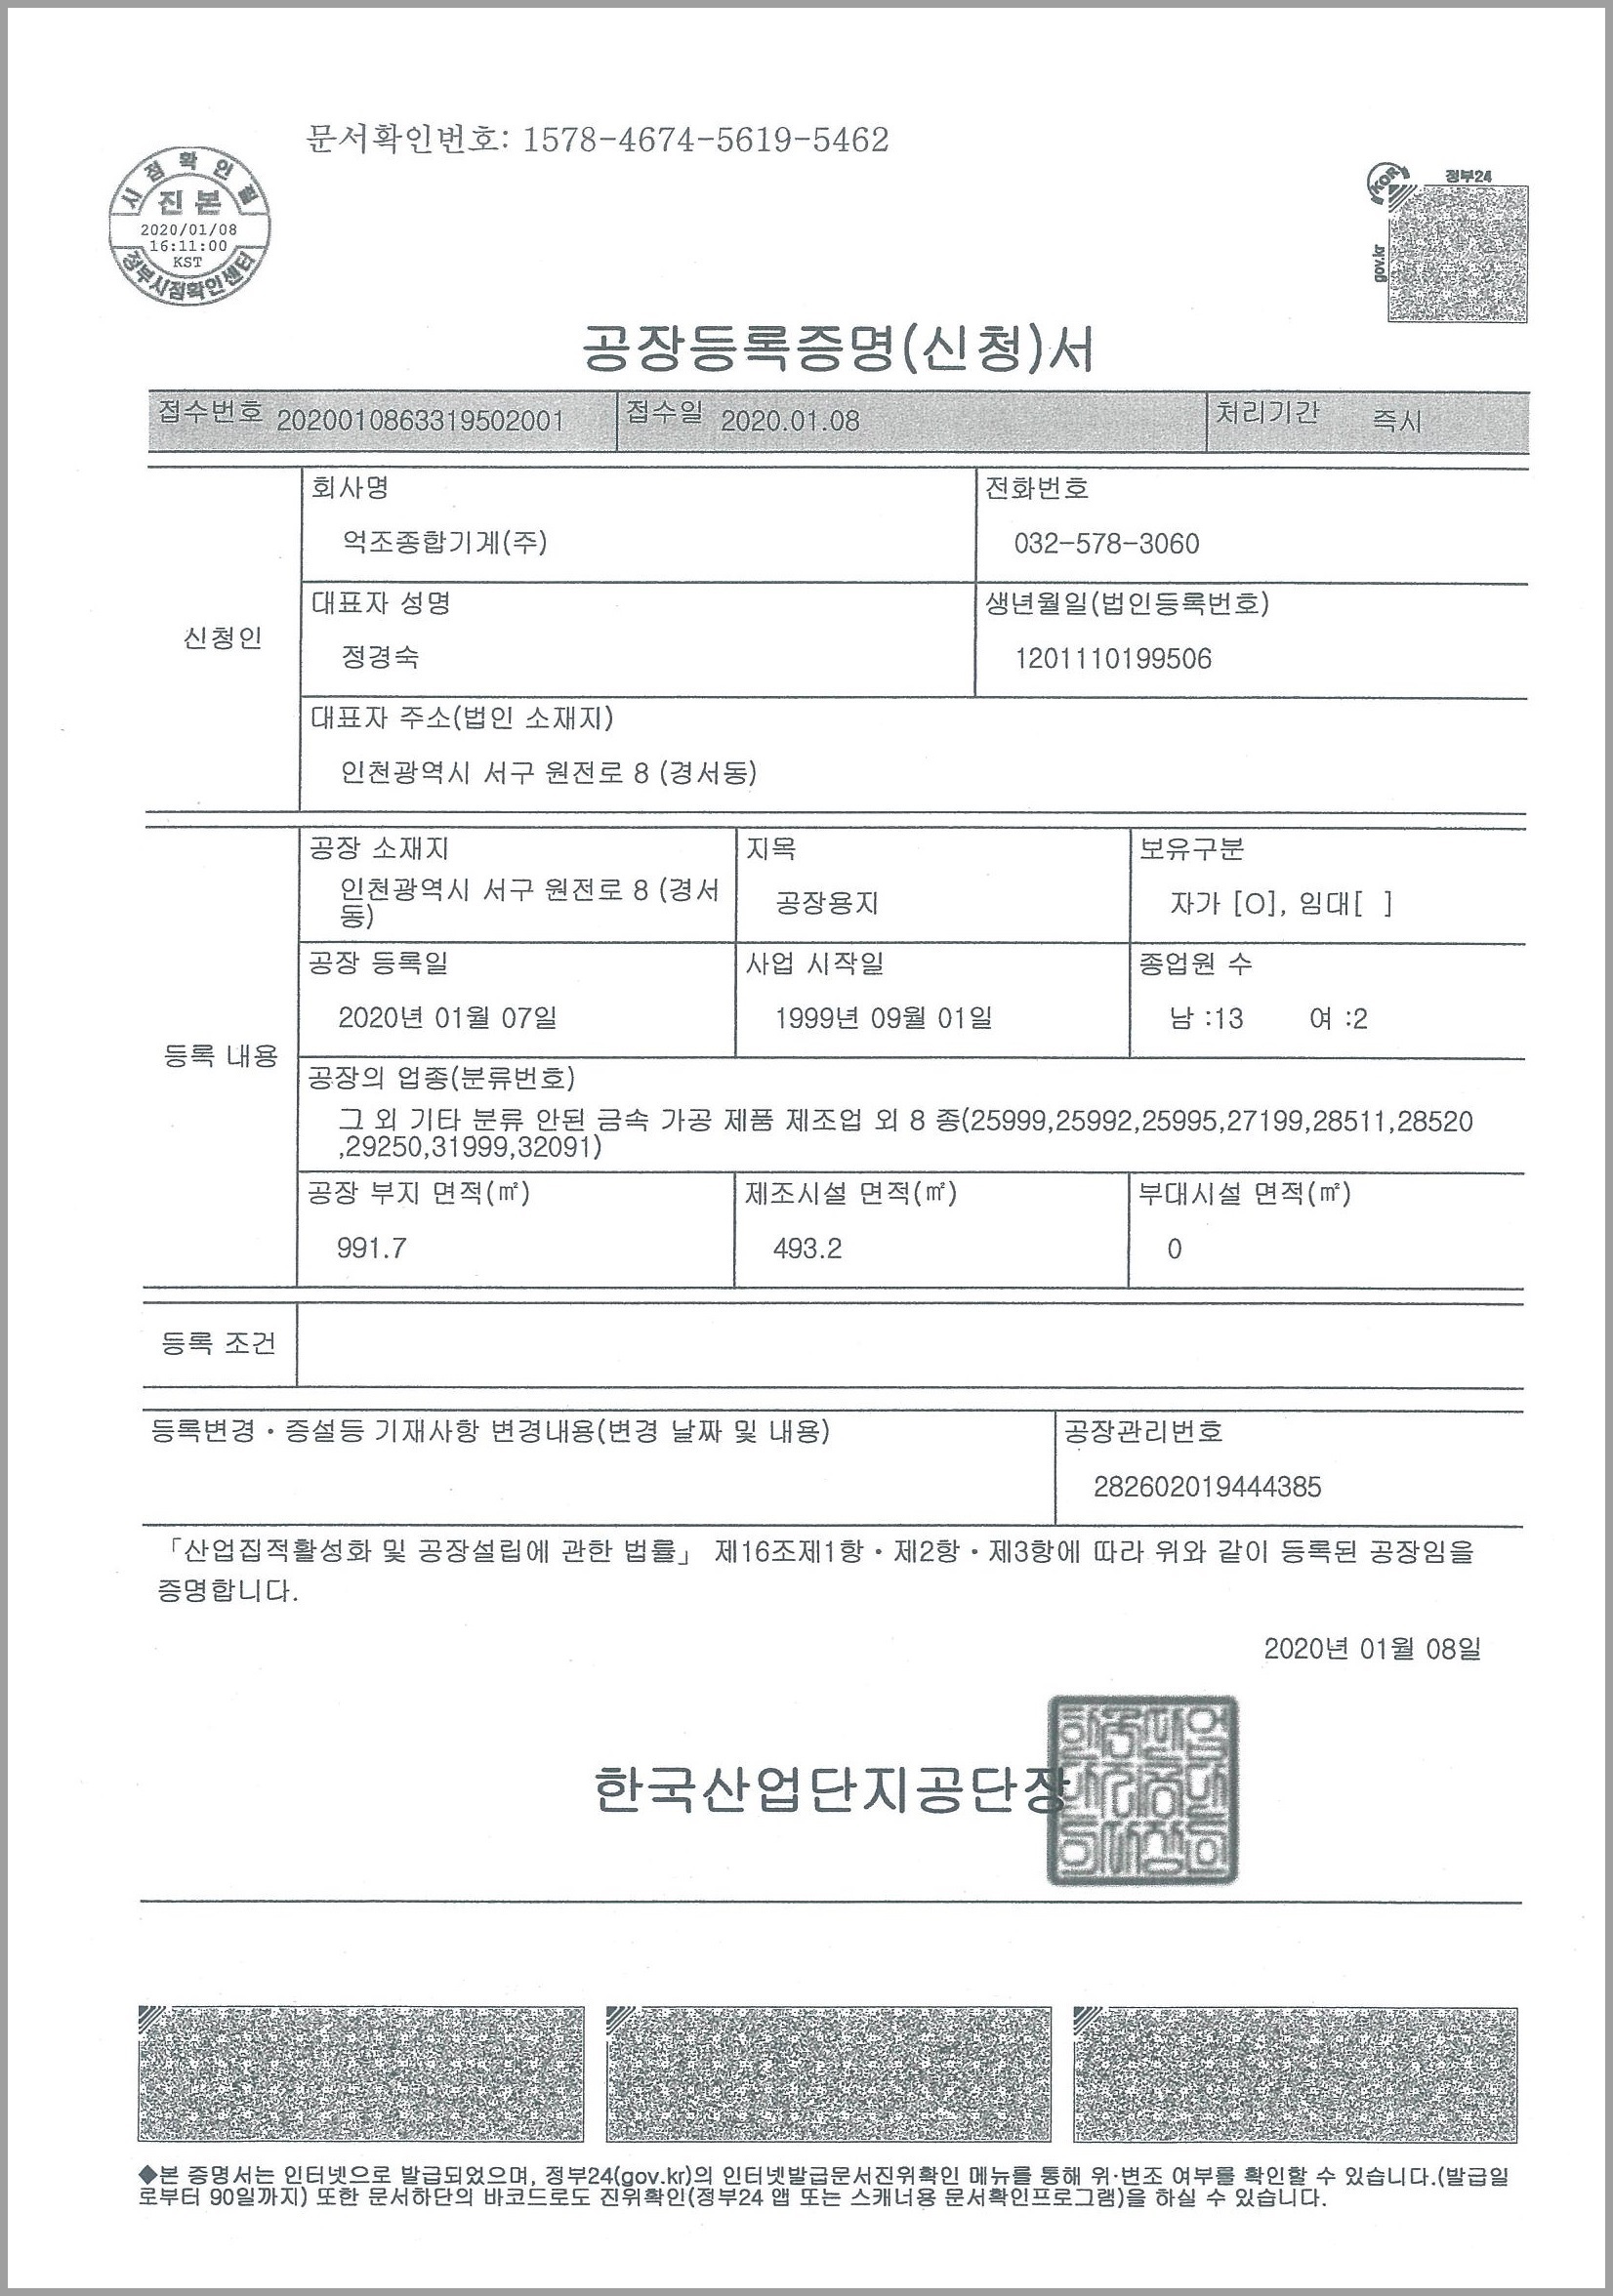 문서확인번호: 1578-4674-5619-5462
시 점 확 인 필
진 본
2020/01/08
16:11:00
KST
정부시점확인센터
KOR
정부24
gov.kr
공장등록증명(신청)서
접수번호 2020010863319502001 접수일 2020.01.08 처리기간 즉시
신청인
회사명 전화번호
억조종합기계(주) 032-578-3060
대표자 성명 생년월일(법인등록번호)
정경숙 1201110199506
대표자 주소(법인 소재지)
인천광역시 서구 원전로 8 (경서동)
등록 내용
공장 소재지 지목 보유구분
인천광역시 서구 원전로 8 (경서
동) 공장용지 자가 [O], 임대[ ]
공장 등록일 사업 시작일 종업원 수
2020년 01월 07일 1999년 09월 01일 남 :13 여 :2
공장의 업종(분류번호)
그 외 기타 분류 안된 금속 가공 제품 제조업 외 8 종(25999,25992,25995,27199,28511,28520
,29250,31999,32091)
공장 부지 면적(㎡) 제조시설 면적(㎡) 부대시설 면적(㎡)
991.7 493.2 0
등록 조건
등록변경·증설등 기재사항 변경내용(변경 날짜 및 내용) 공장관리번호
282602019444385
「산업집적활성화 및 공장설립에 관한 법률」 제16조제1항·제2항·제3항에 따라 위와 같이 등록된 공장임을
증명합니다.
2020년 01월 08일
한국산업단지공단장
◆본 증명서는 인터넷으로 발급되었으며, 정부24(gov.kr)의 인터넷발급문서진위확인 메뉴를 통해 위·변조 여부를 확인할 수 있습니다.(발급일
로부터 90일까지) 또한 문서하단의 바코드로도 진위확인(정부24 앱 또는 스캐너용 문서확인프로그램)을 하실 수 있습니다.